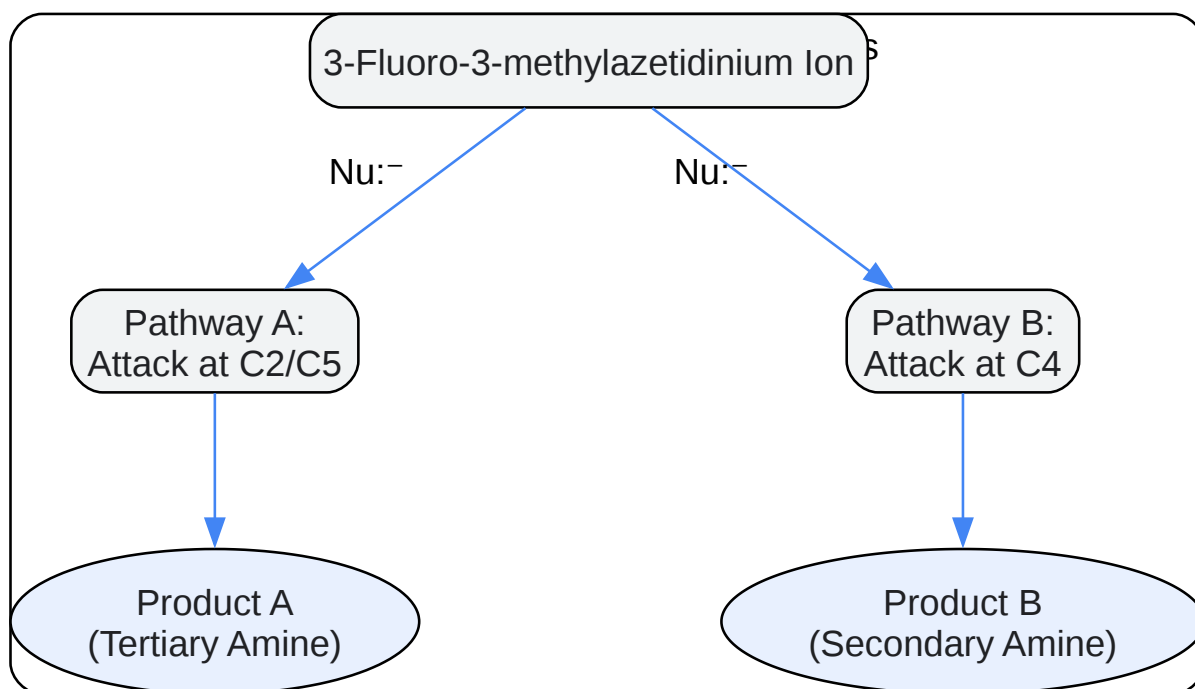 3-Fluoro-3-methylazetidinium Ion
Nu:⁻
Nu:⁻
Pathway A:
Attack at C2/C5
Pathway B:
Attack at C4
Product A
(Tertiary Amine)
Product B
(Secondary Amine)